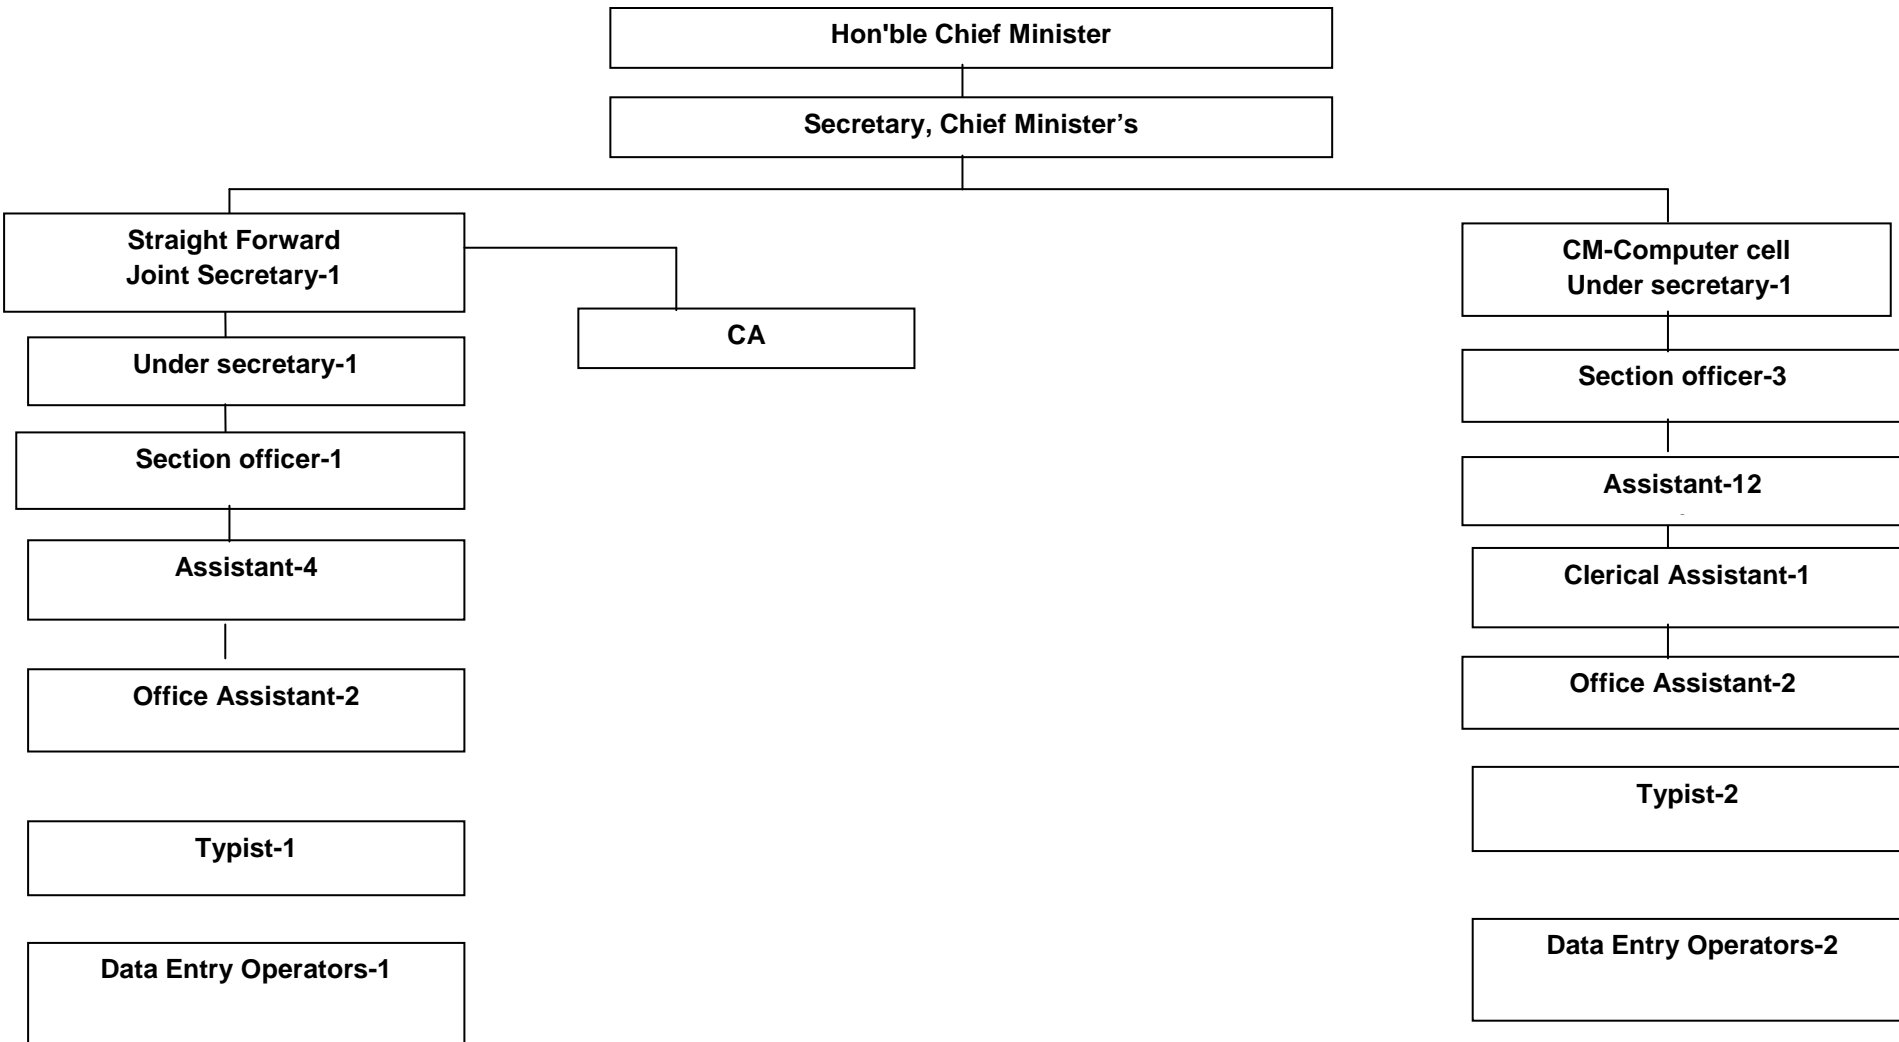 Hon'ble Chief Minister
Secretary, Chief Minister’s
Straight Forward
Joint Secretary-1
CA
Under secretary-1
Section officer-1
Assistant-4
Office Assistant-2
Typist-1
Data Entry Operators-1
CM-Computer cell
Under secretary-1
Section officer-3
Assistant-12
Clerical Assistant-1
Office Assistant-2
Typist-2
Data Entry Operators-2